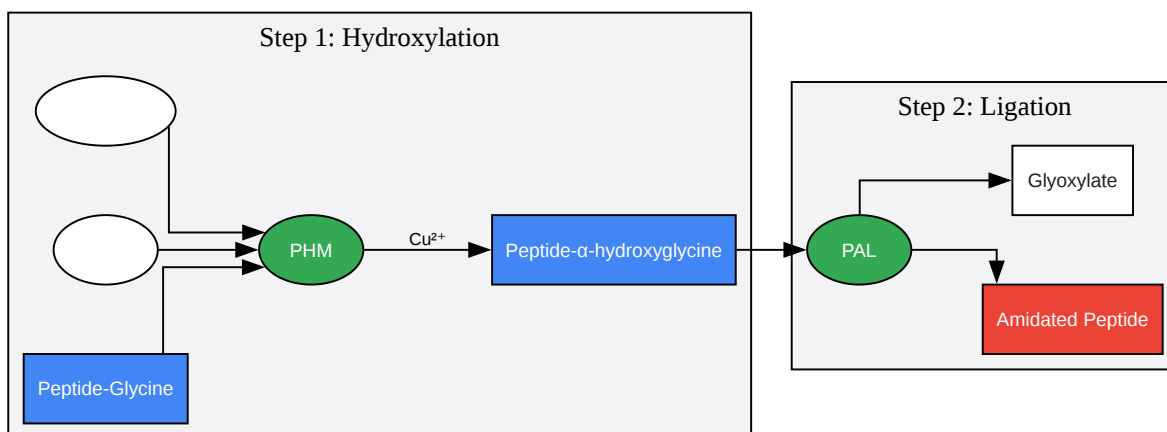 Step 1: Hydroxylation
PHM
Cu²⁺
Peptide-α-hydroxyglycine
Peptide-Glycine
Step 2: Ligation
Glyoxylate
PAL
Amidated Peptide